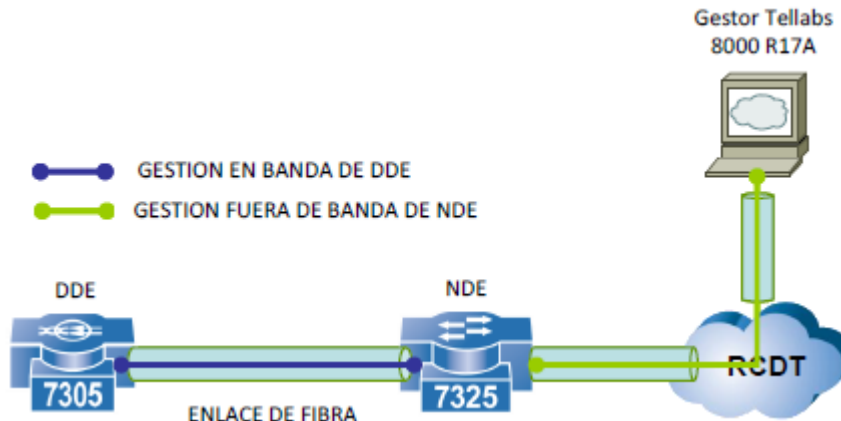 Gestor Tellabs
8000 R17A
GESTION EN BANDA DE DDE
GESTION FUERA DE BANDA DE NDE
DDE
NDE
7305
7325
RCDT
ENLACE DE FIBRA